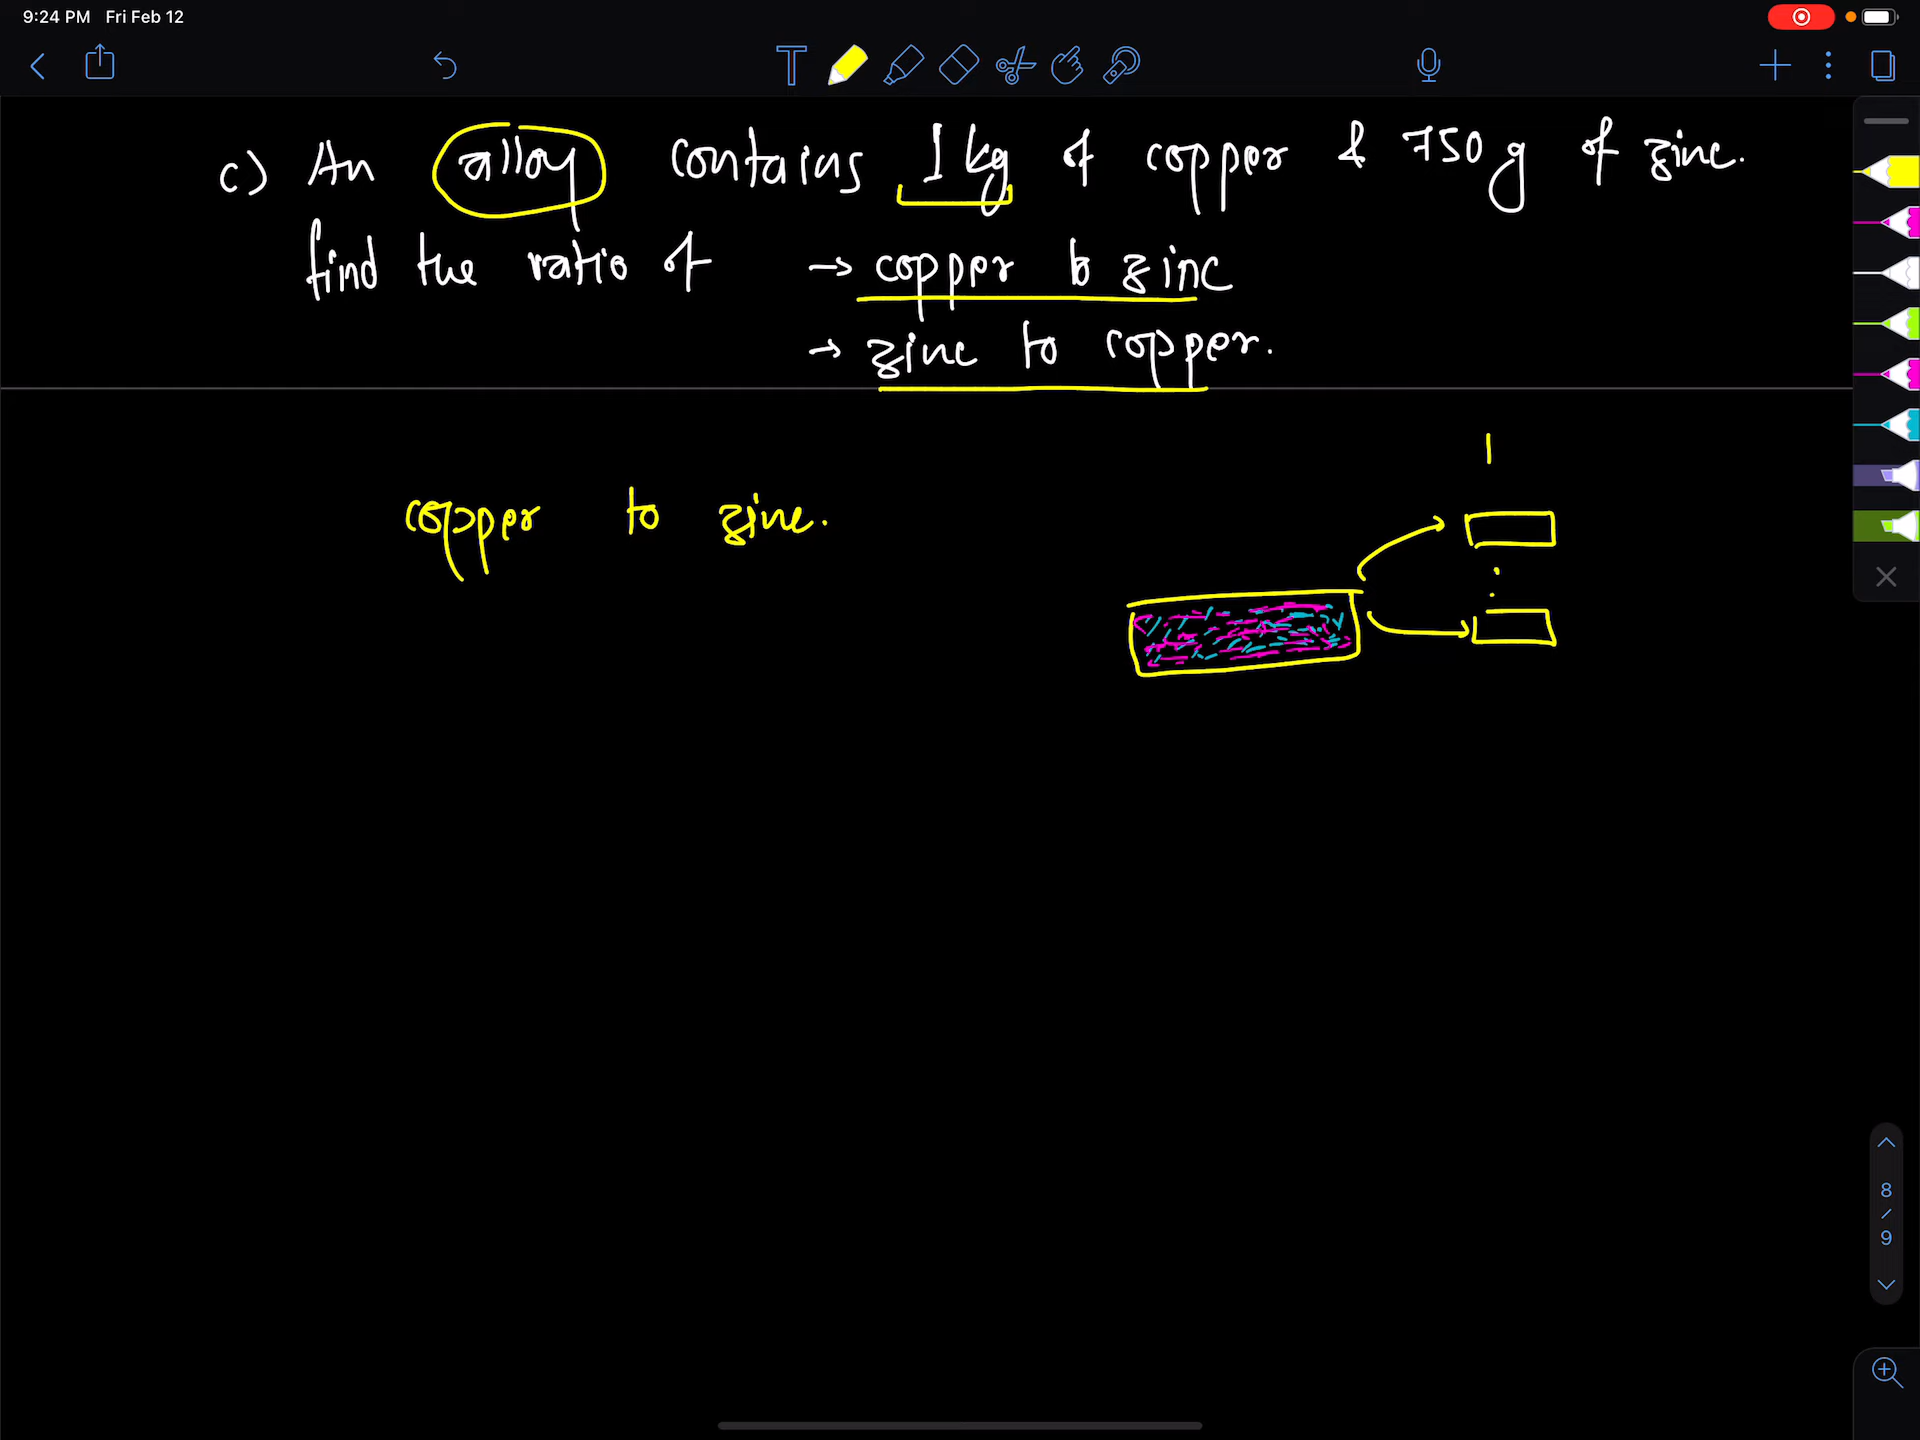 9:24 PM Fri Feb 12
c) An alloy contains 1 kg of copper & 750 g of zinc.
find the ratio of → copper to zinc
→ zinc to copper.
1
copper to zinc.
8
/
9